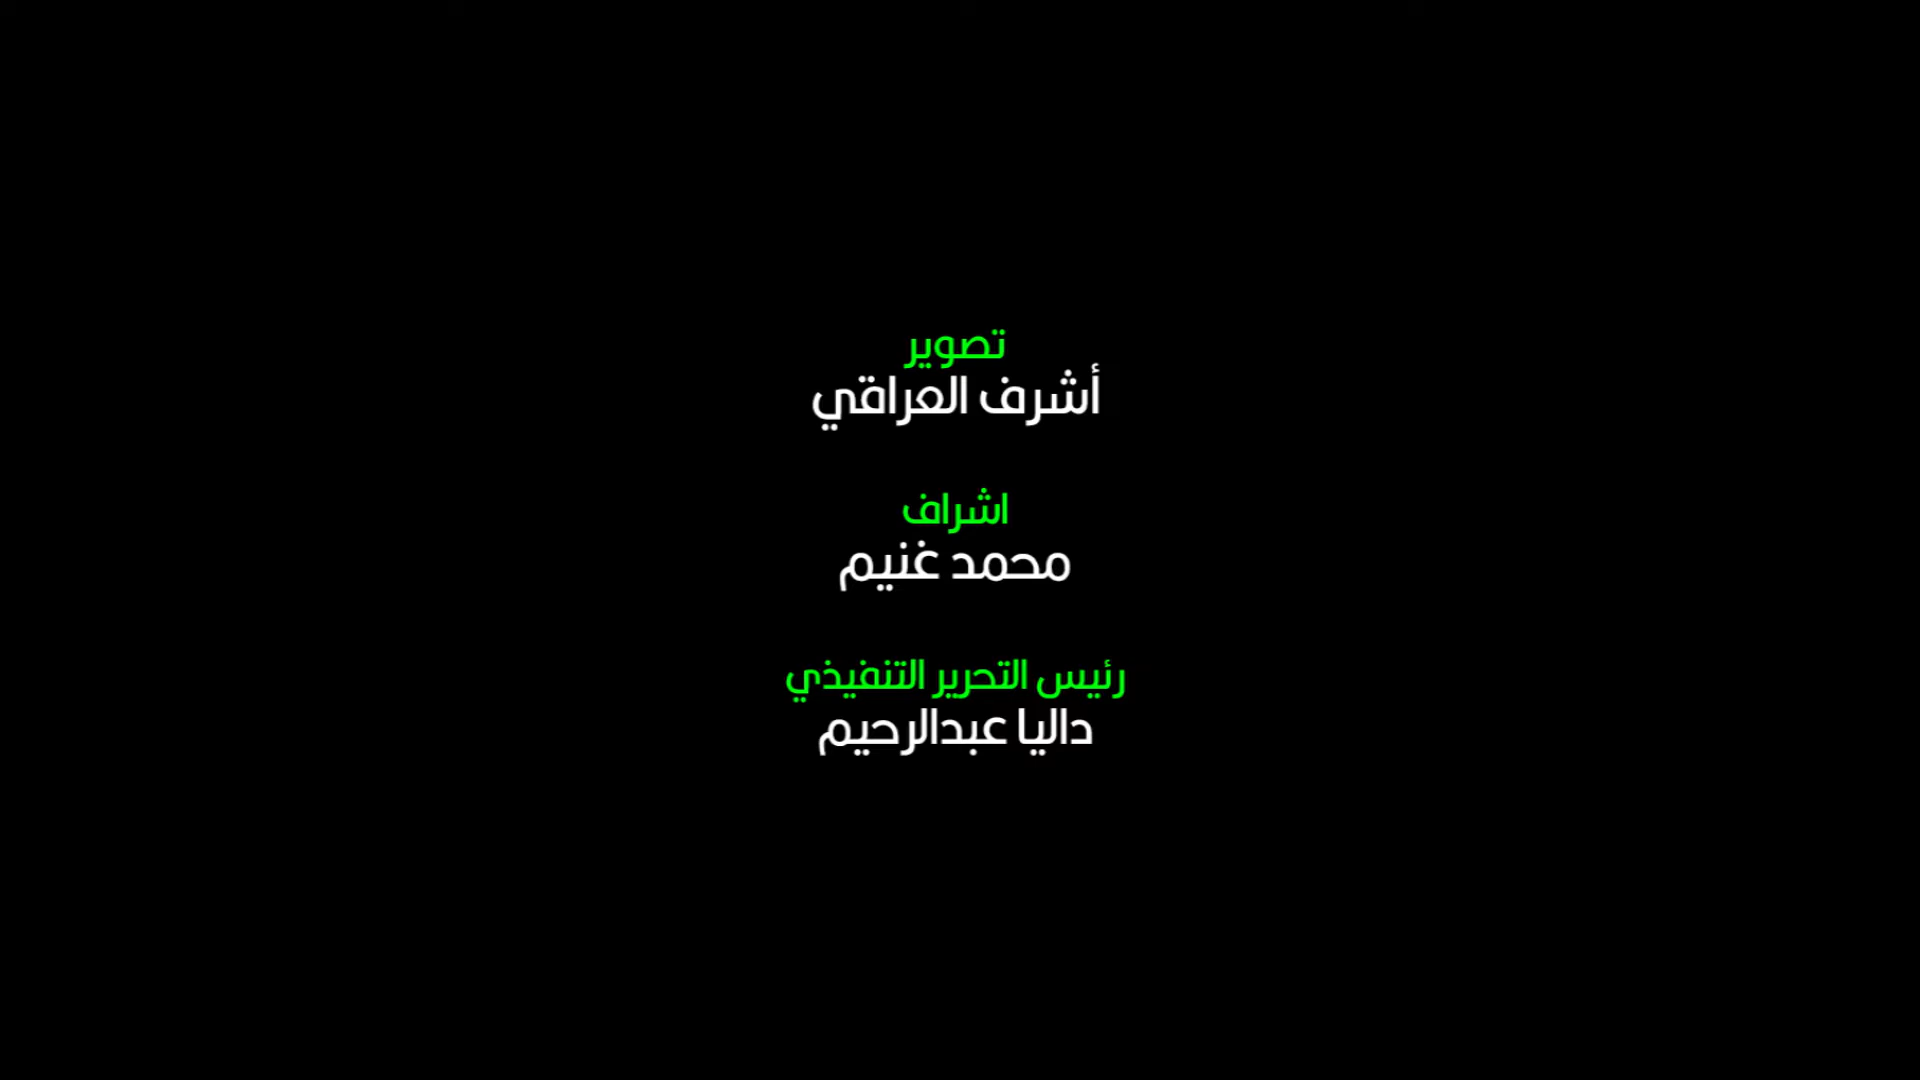 تصوير
أشرف العراقي
اشراف
محمد غنيم
رئيس التحرير التنفيذي
داليا عبدالرحيم